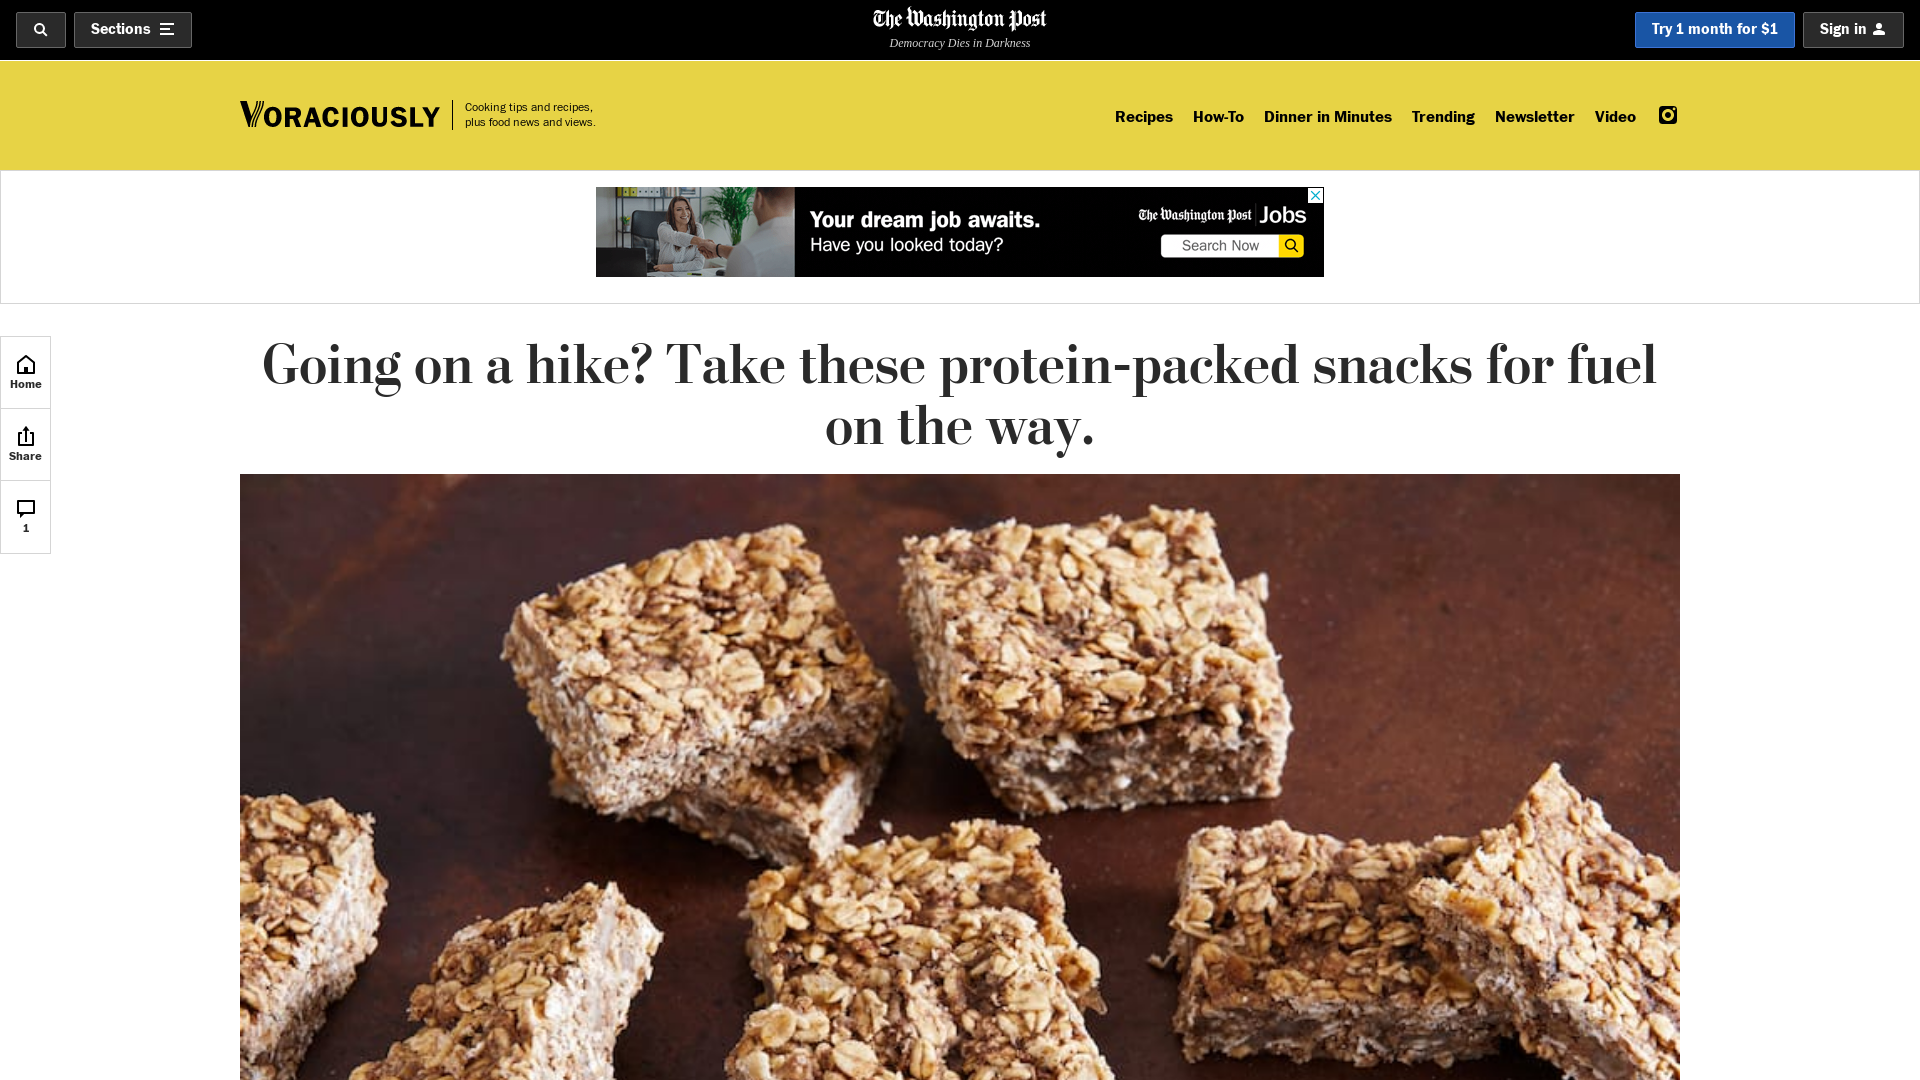 Sections
The Washington Post
Democracy Dies in Darkness
Try 1 month for $1
Sign in
VORACIOUSLY
Cooking tips and recipes,
plus food news and views.
Recipes
How-To
Dinner in Minutes
Trending
Newsletter
Video
Your dream job awaits.
Have you looked today?
The Washington Post
Jobs
Search Now
Home
Share
1
Going on a hike? Take these protein-packed snacks for fuel
on the way.